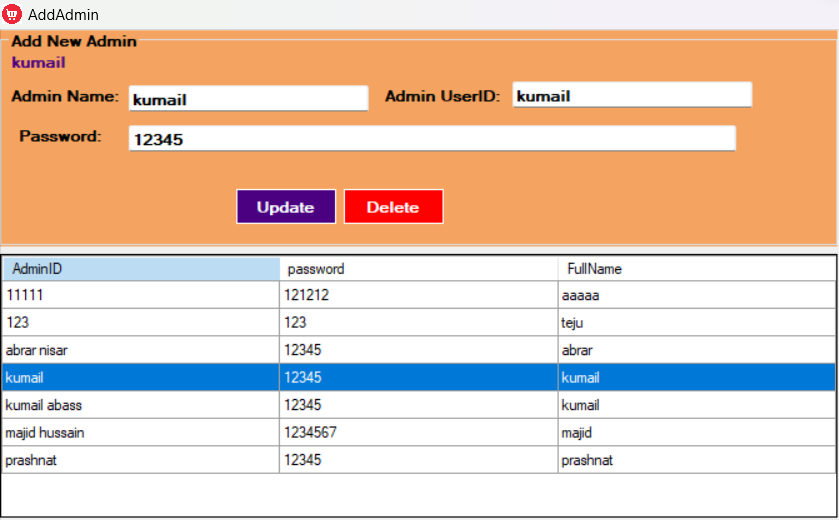 AddAdmin
Add New Admin
kumail
Admin Name: kumail Admin UserID: kumail
Password: 12345
Update Delete
AdminID password FullName
11111 121212 aaaaa
123 123 teju
abrar nisar 12345 abrar
kumail 12345 kumail
kumail abass 12345 kumail
majid hussain 1234567 majid
prashnat 12345 prashnat